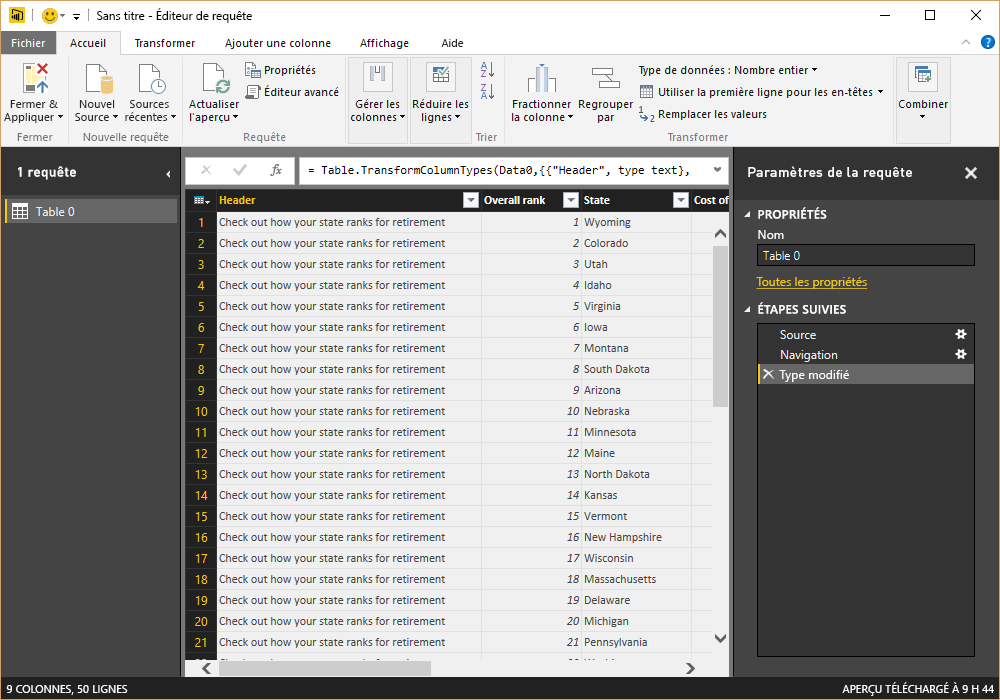 Sans titre - Éditeur de requête
Fichier Accueil Transformer Ajouter une colonne Affichage Aide
Fermer & Appliquer
Nouvel Source
Sources récentes
Actualiser l'aperçu
Propriétés
Éditeur avancé
Gérer les colonnes
Réduire les lignes
Fractionner la colonne
Regrouper par
Type de données : Nombre entier
Utiliser la première ligne pour les en-têtes
Remplacer les valeurs
Combiner
Fermer Nouvelle requête Requête Trier Transformer
1 requête
Table 0
fx = Table.TransformColumnTypes(Data0,{{"Header", type text},
Header Overall rank State Cost of
1 Check out how your state ranks for retirement 1 Wyoming
2 Check out how your state ranks for retirement 2 Colorado
3 Check out how your state ranks for retirement 3 Utah
4 Check out how your state ranks for retirement 4 Idaho
5 Check out how your state ranks for retirement 5 Virginia
6 Check out how your state ranks for retirement 6 Iowa
7 Check out how your state ranks for retirement 7 Montana
8 Check out how your state ranks for retirement 8 South Dakota
9 Check out how your state ranks for retirement 9 Arizona
10 Check out how your state ranks for retirement 10 Nebraska
11 Check out how your state ranks for retirement 11 Minnesota
12 Check out how your state ranks for retirement 12 Maine
13 Check out how your state ranks for retirement 13 North Dakota
14 Check out how your state ranks for retirement 14 Kansas
15 Check out how your state ranks for retirement 15 Vermont
16 Check out how your state ranks for retirement 16 New Hampshire
17 Check out how your state ranks for retirement 17 Wisconsin
18 Check out how your state ranks for retirement 18 Massachusetts
19 Check out how your state ranks for retirement 19 Delaware
20 Check out how your state ranks for retirement 20 Michigan
21 Check out how your state ranks for retirement 21 Pennsylvania
Paramètres de la requête
PROPRIÉTÉS
Nom
Table 0
Toutes les propriétés
ÉTAPES SUIVIES
Source
Navigation
Type modifié
9 COLONNES, 50 LIGNES
APERÇU TÉLÉCHARGÉ À 9 H 44